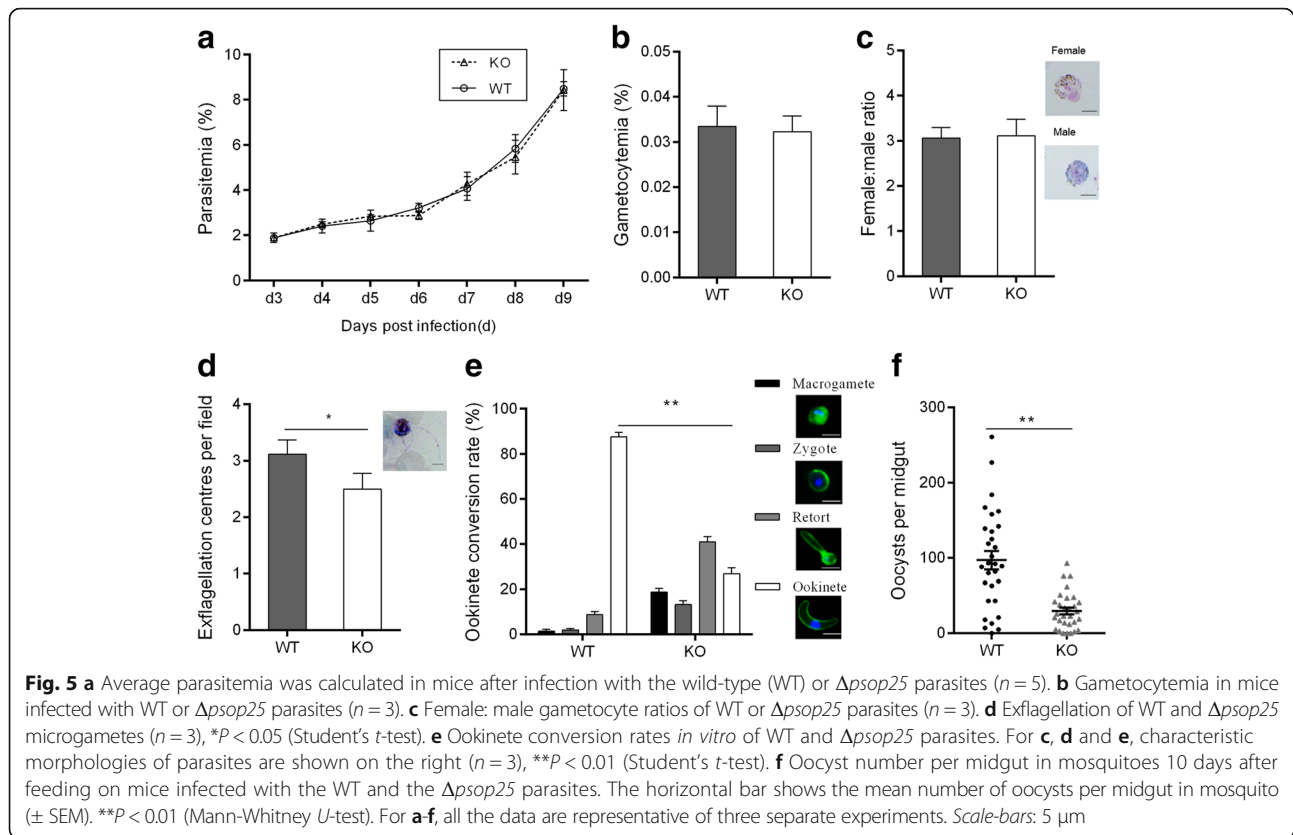 a
10
8
6
4
2
0
Parasitemia (%)
KO
WT
d3 d4 d5 d6 d7 d8 d9
Days post infection(d)
b
0.05
0.04
0.03
0.02
0.01
0.00
Gametocytemia (%)
WT KO
c
5
4
3
2
1
0
Female:male ratio
WT KO
Female
Male
d
4
3
2
1
0
Exflagellation centres per field
*
WT KO
e
100
80
60
40
20
0
Ookinete conversion rate (%)
**
WT KO
Macrogamete
Zygote
Retort
Ookinete
f
300
200
100
0
Oocysts per midgut
**
WT KO
Fig. 5 a Average parasitemia was calculated in mice after infection with the wild-type (WT) or Δpsop25 parasites (n = 5). b Gametocytemia in mice
infected with WT or Δpsop25 parasites (n = 3). c Female: male gametocyte ratios of WT or Δpsop25 parasites (n = 3). d Exflagellation of WT and Δpsop25
microgametes (n = 3), *P < 0.05 (Student's t-test). e Ookinete conversion rates in vitro of WT and Δpsop25 parasites. For c, d and e, characteristic
morphologies of parasites are shown on the right (n = 3), **P < 0.01 (Student's t-test). f Oocyst number per midgut in mosquitoes 10 days after
feeding on mice infected with the WT and the Δpsop25 parasites. The horizontal bar shows the mean number of oocysts per midgut in mosquito
(± SEM). **P < 0.01 (Mann-Whitney U-test). For a-f, all the data are representative of three separate experiments. Scale-bars: 5 μm